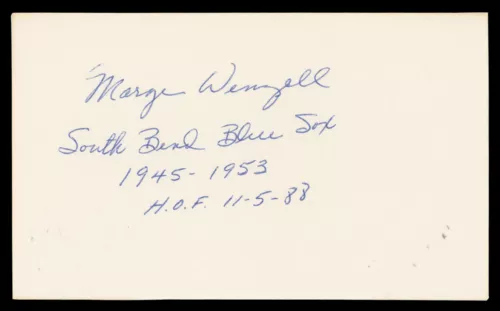 "Marge" Wenzell
South Bend Blue Sox
1945-1953
H.O.F. 11-5-88